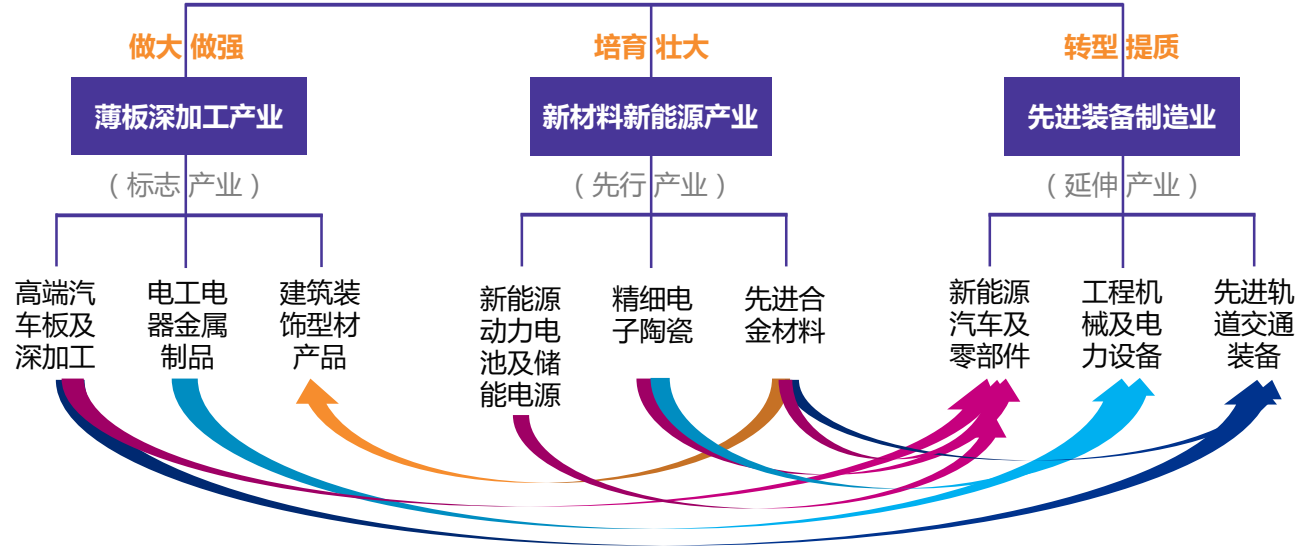 做大 做强
培育 壮大
转型 提质
薄板深加工产业
新材料新能源产业
先进装备制造业
（标志 产业）
（先行 产业）
（延伸 产业）
高端汽
车板及
深加工
电工电
器金属
制品
建筑装
饰型材
产品
新能源
动力电
池及储
能电源
精细电
子陶瓷
先进合
金材料
新能源
汽车及
零部件
工程机
械及电
力设备
先进轨
道交通
装备